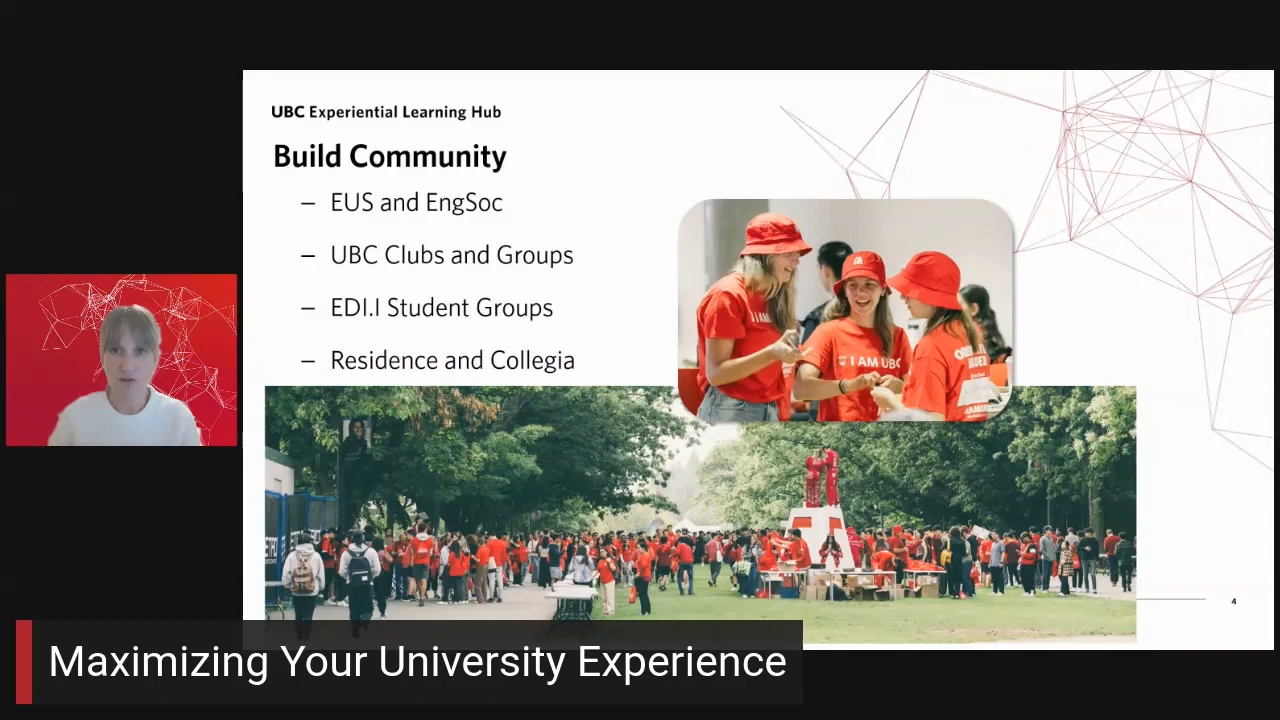 UBC Experiential Learning Hub
Build Community
– EUS and EngSoc
– UBC Clubs and Groups
– EDI.I Student Groups
– Residence and Collegia
I AM UBC
4
Maximizing Your University Experience